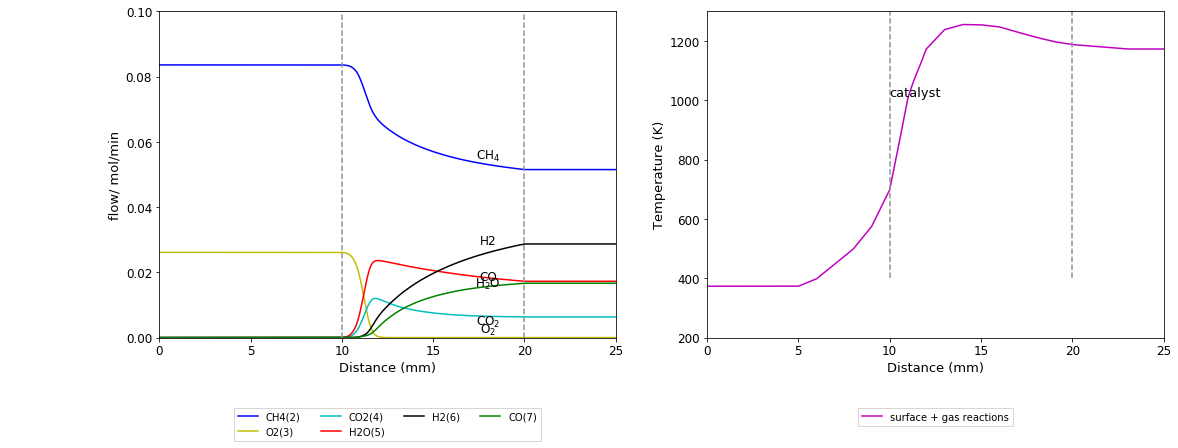 0.10
0.08
0.06
0.04
0.02
0.00
flow/ mol/min
CH₄
H2
CO
H₂O
CO₂
O₂
0 5 10 15 20 25
Distance (mm)
CH4(2) CO2(4) H2(6) CO(7)
O2(3) H2O(5)
1200
1000
800
600
400
200
Temperature (K)
catalyst
0 5 10 15 20 25
Distance (mm)
surface + gas reactions